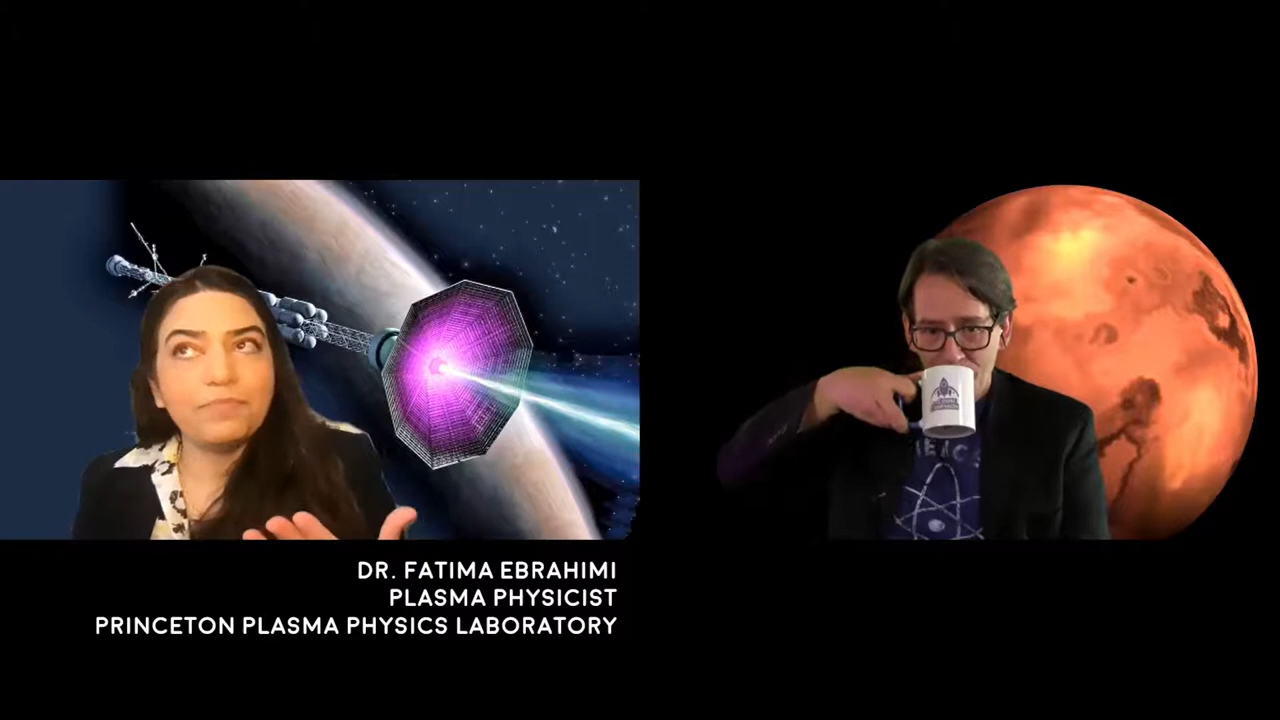 DR. FATIMA EBRAHIMI
PLASMA PHYSICIST
PRINCETON PLASMA PHYSICS LABORATORY